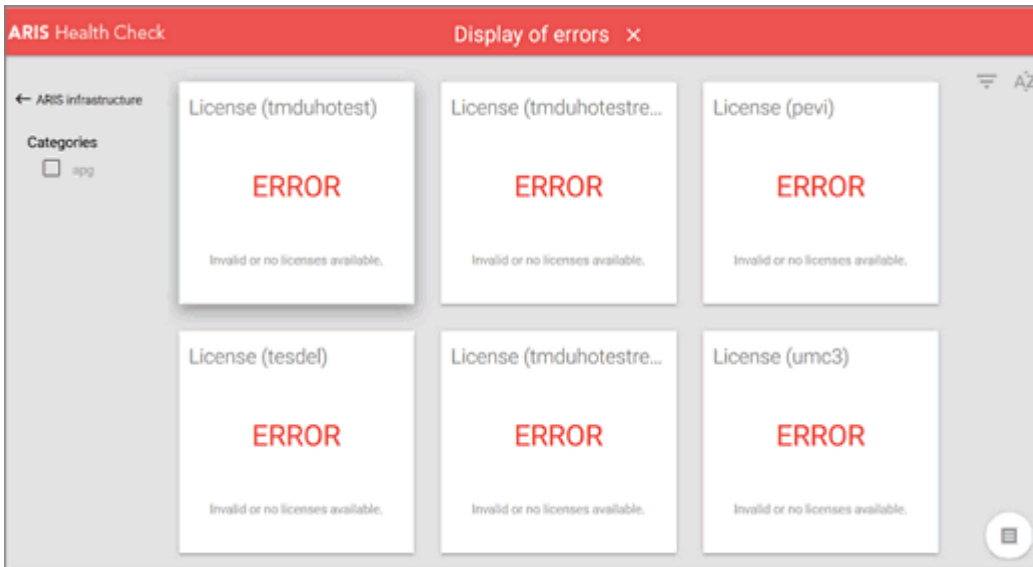 ARIS Health Check
Display of errors ×
← ARIS infrastructure
Categories
apg
License (tmduhotest)
ERROR
Invalid or no licenses available.
License (tmduhotestre...
ERROR
Invalid or no licenses available.
License (pevi)
ERROR
Invalid or no licenses available.
License (tesdel)
ERROR
Invalid or no licenses available.
License (tmduhotestre...
ERROR
Invalid or no licenses available.
License (umc3)
ERROR
Invalid or no licenses available.
AZ